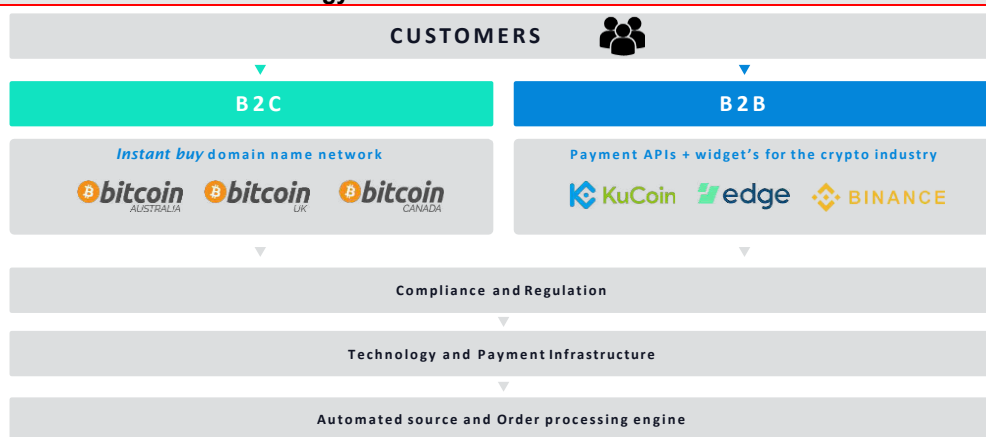 gy
CUSTOMERS
B2C
B2B
Instant buy domain name network
Payment APIs + widget's for the crypto industry
bitcoin AUSTRALIA
bitcoin UK
bitcoin CANADA
KuCoin
edge
BINANCE
Compliance and Regulation
Technology and Payment Infrastructure
Automated source and Order processing engine